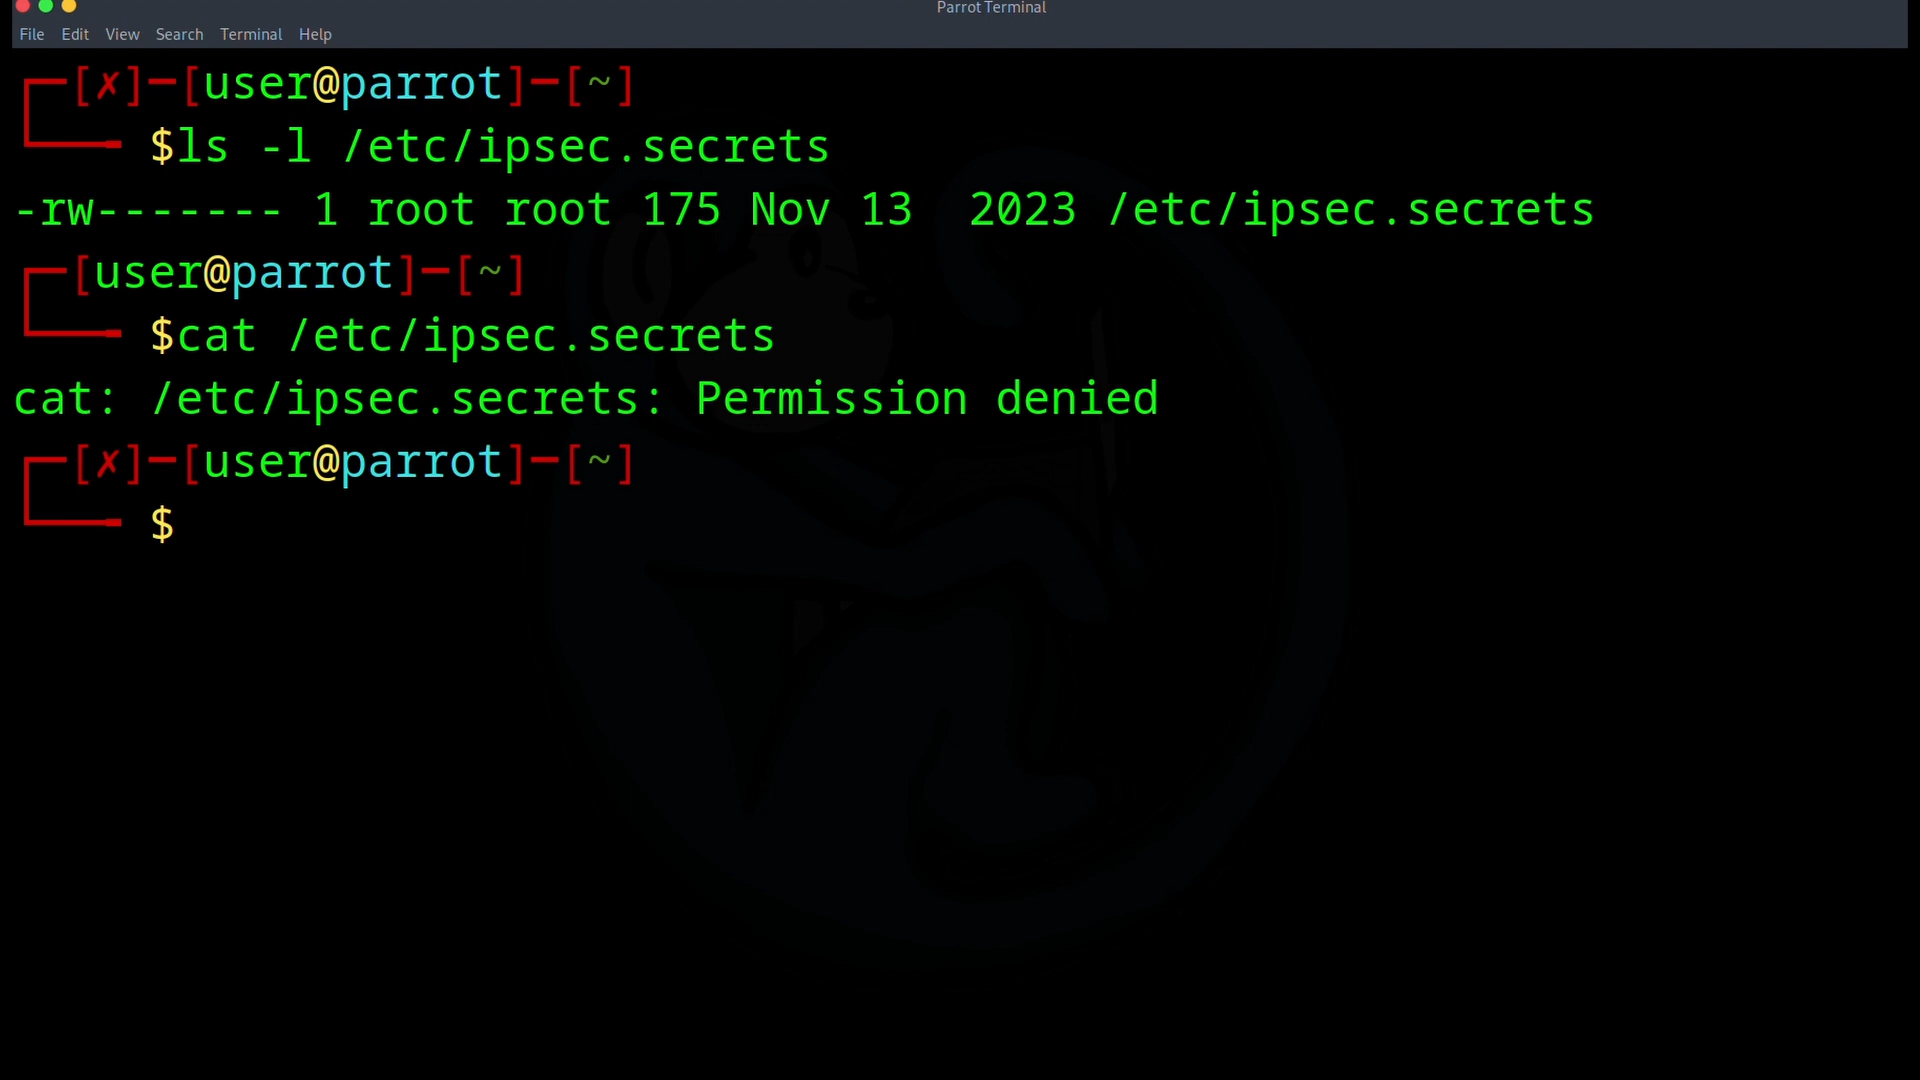 Parrot Terminal
File Edit View Search Terminal Help
┌─[✗]─[user@parrot]─[~]
└──╼ $ls -l /etc/ipsec.secrets
-rw------- 1 root root 175 Nov 13  2023 /etc/ipsec.secrets
┌─[user@parrot]─[~]
└──╼ $cat /etc/ipsec.secrets
cat: /etc/ipsec.secrets: Permission denied
┌─[✗]─[user@parrot]─[~]
└──╼ $